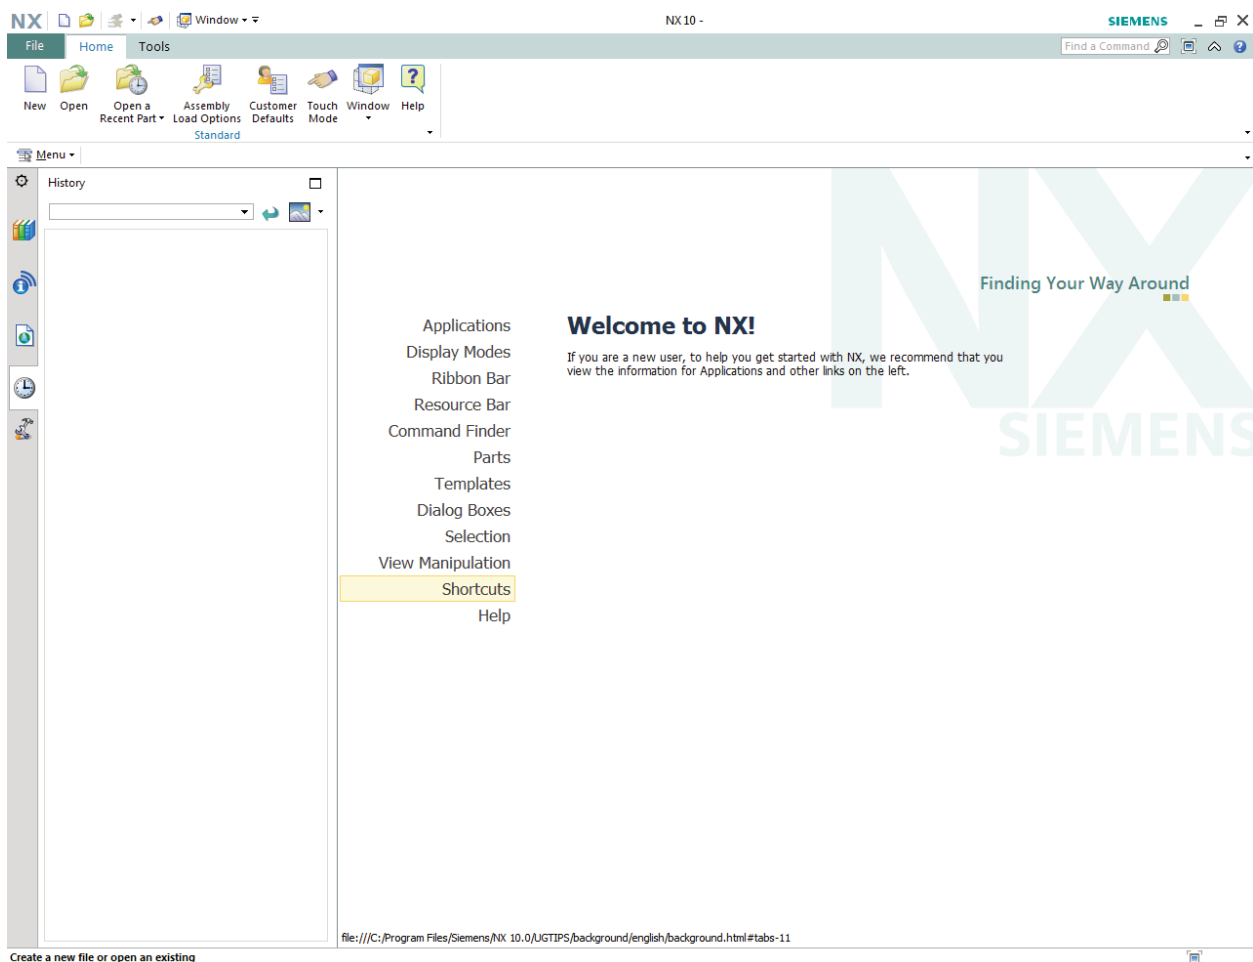 NX Window NX 10 - SIEMENS
File Home Tools Find a Command
New Open Open a Recent Part Assembly Load Options Customer Defaults Touch Mode Window Help
Standard
Menu
History
NX
SIEMENS
Finding Your Way Around
Applications
Display Modes
Ribbon Bar
Resource Bar
Command Finder
Parts
Templates
Dialog Boxes
Selection
View Manipulation
Shortcuts
Help
Welcome to NX!
If you are a new user, to help you get started with NX, we recommend that you
view the information for Applications and other links on the left.
file:///C:/Program Files/Siemens/NX 10.0/UGTIPS/background/english/background.html#tabs-11
Create a new file or open an existing